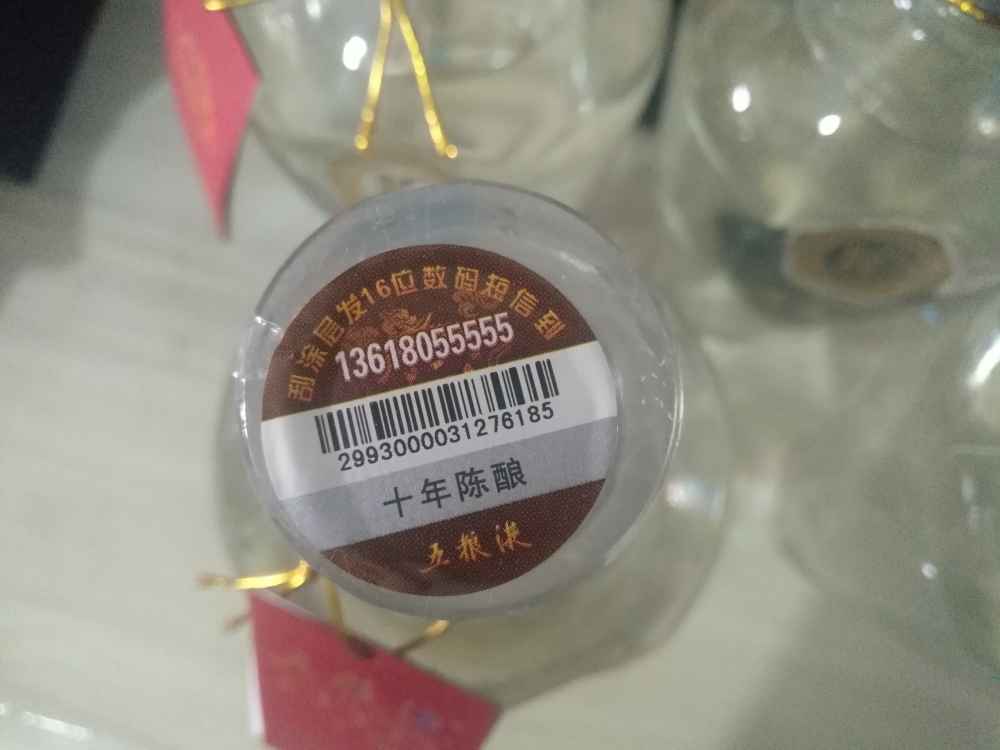 刮涂层发16位数码短信到
13618055555
2993000031276185
十年陈酿
五粮液